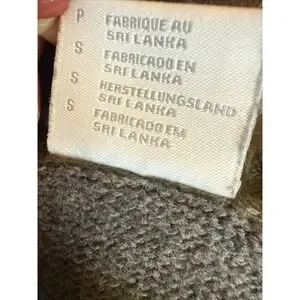 P FABRIQUE AU
SRI LANKA
S FABRICADO EN
SRI LANKA
S HERSTELLUNGSLAND
SRI LANKA
S FABRICADO EM
SRI LANKA